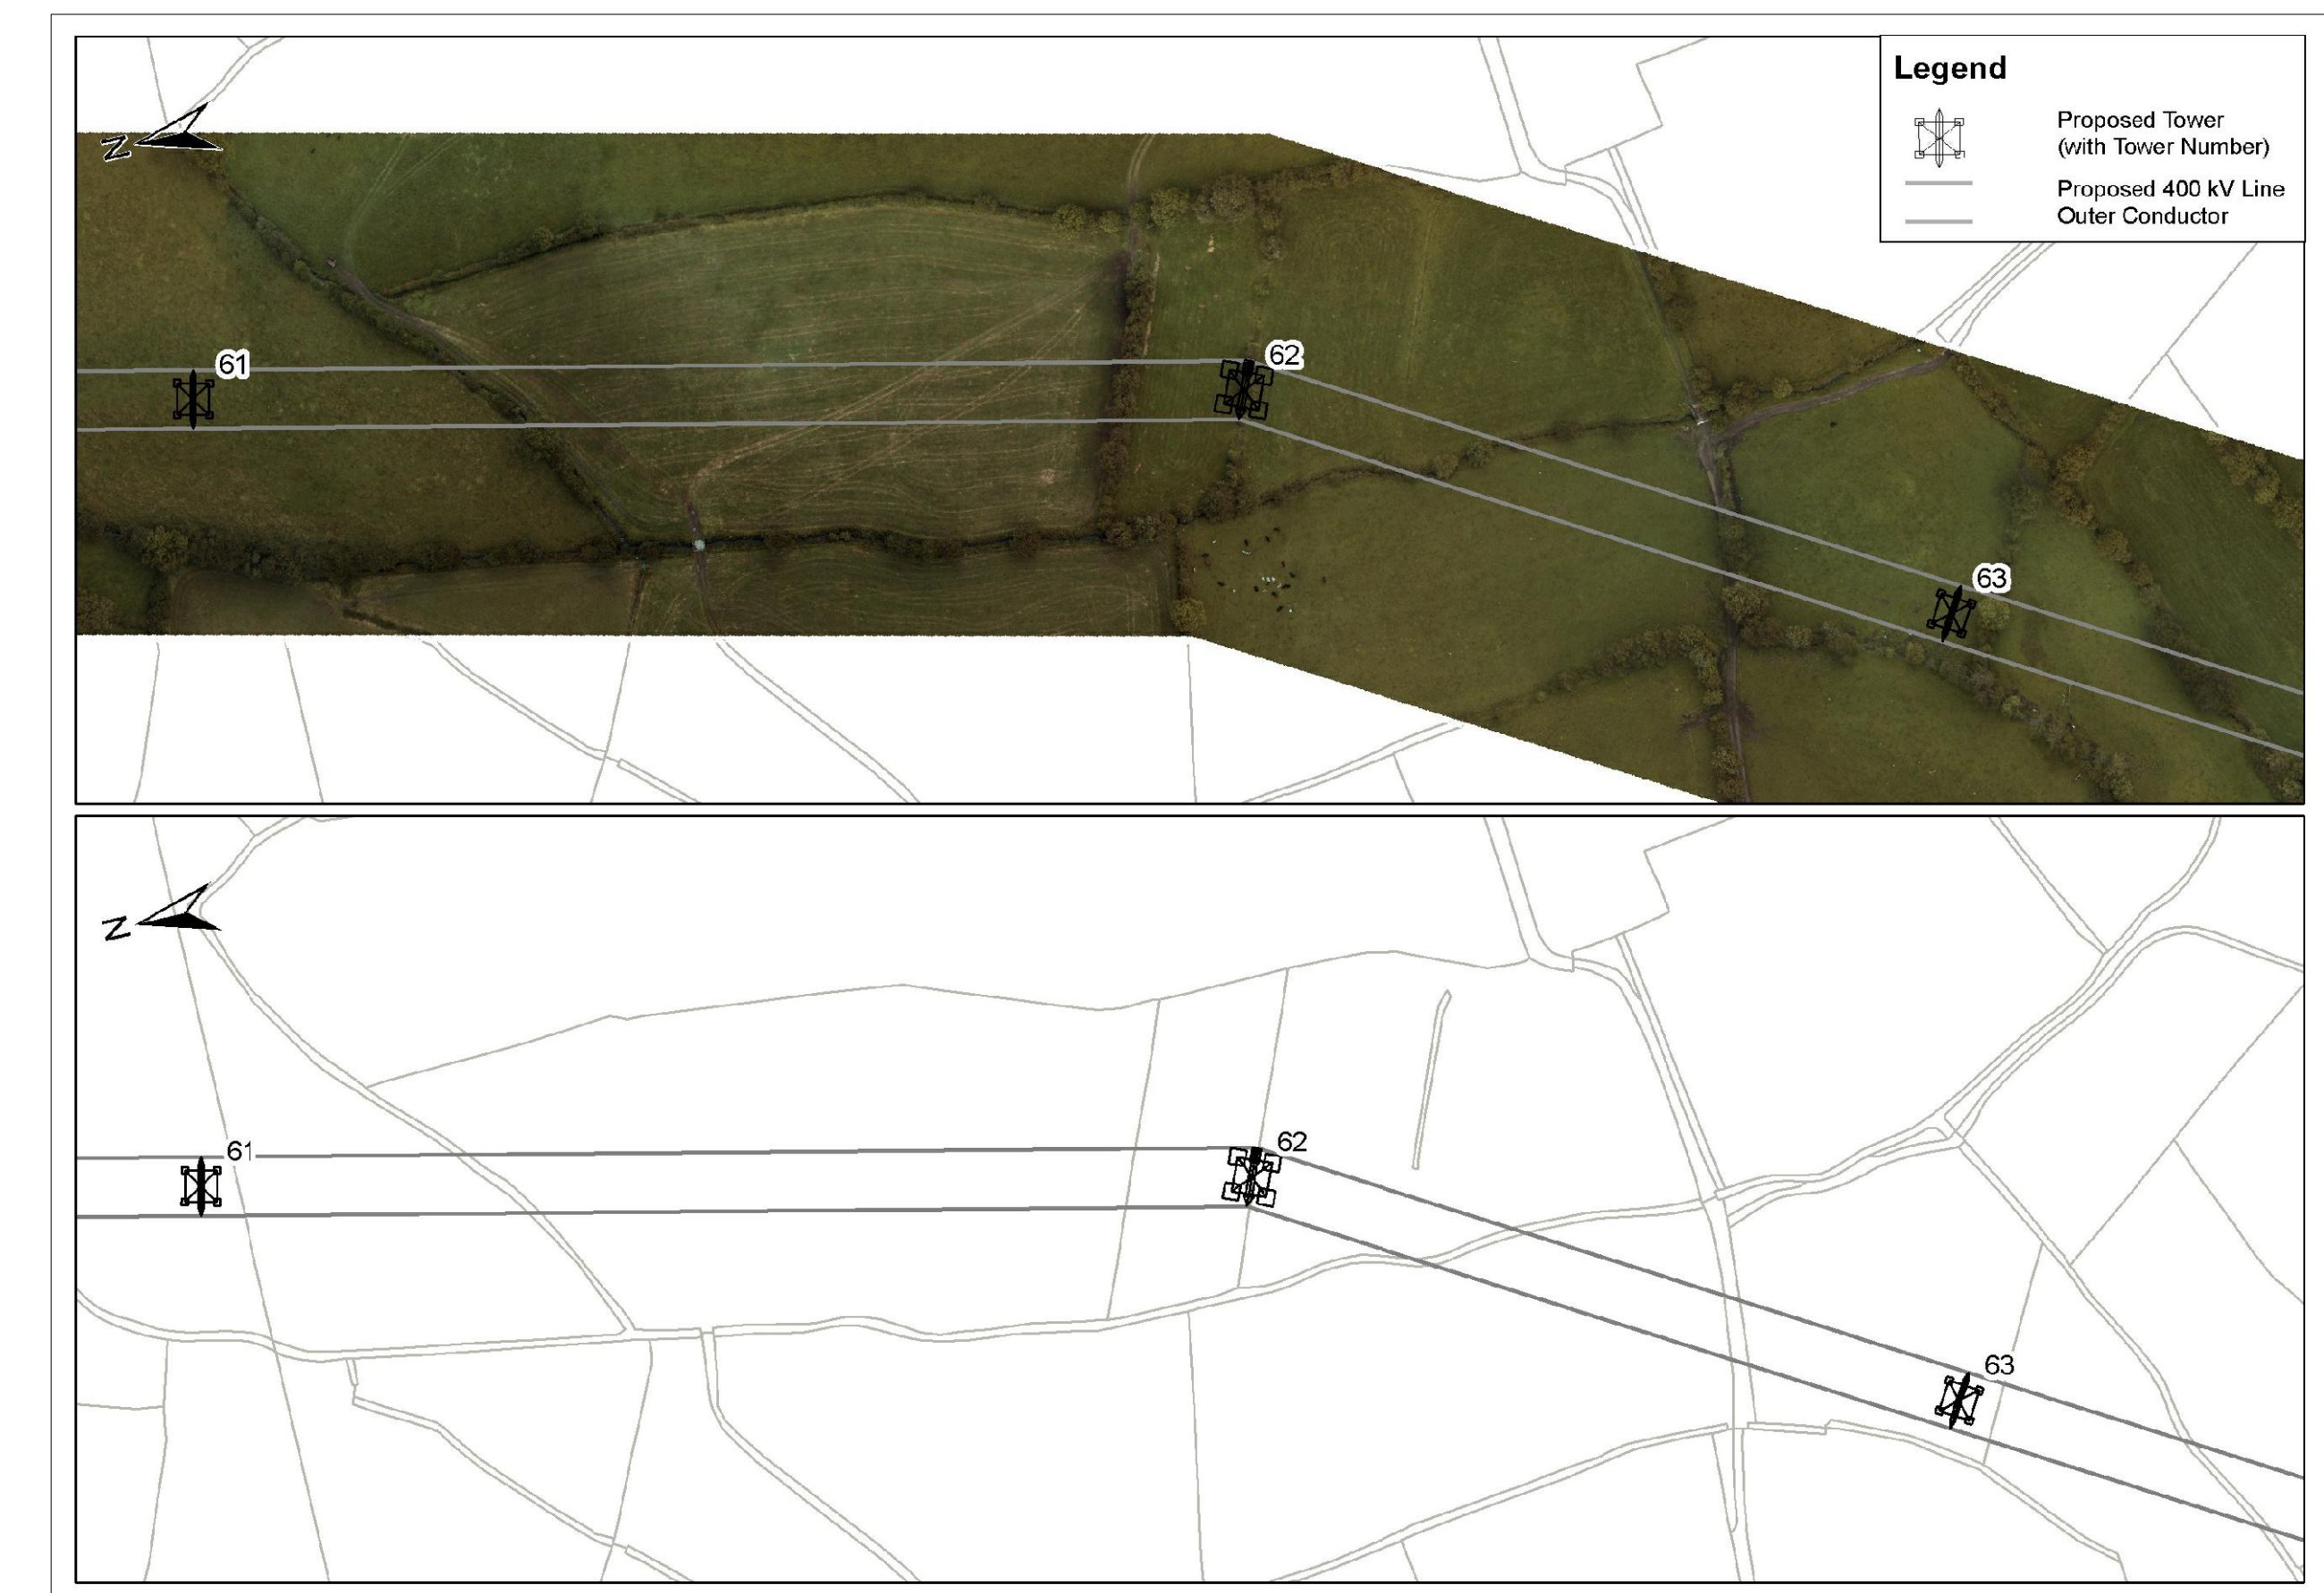 Legend
Proposed Tower
(with Tower Number)
Proposed 400 kV Line
Outer Conductor
N
61
62
63
N
61
62
63